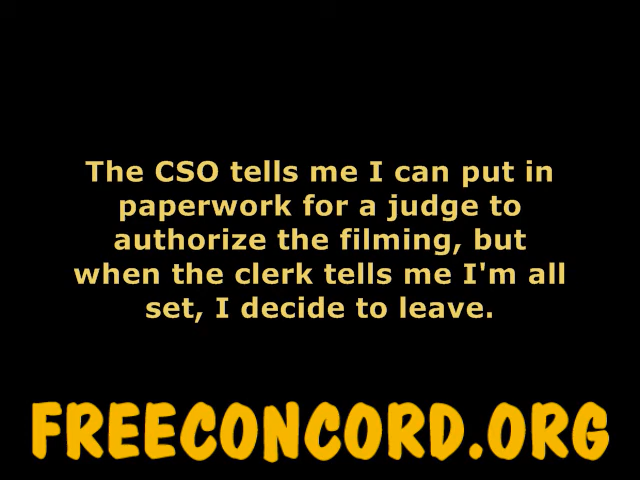 The CSO tells me I can put in
paperwork for a judge to
authorize the filming, but
when the clerk tells me I'm all
set, I decide to leave.
FREECONCORD.ORG